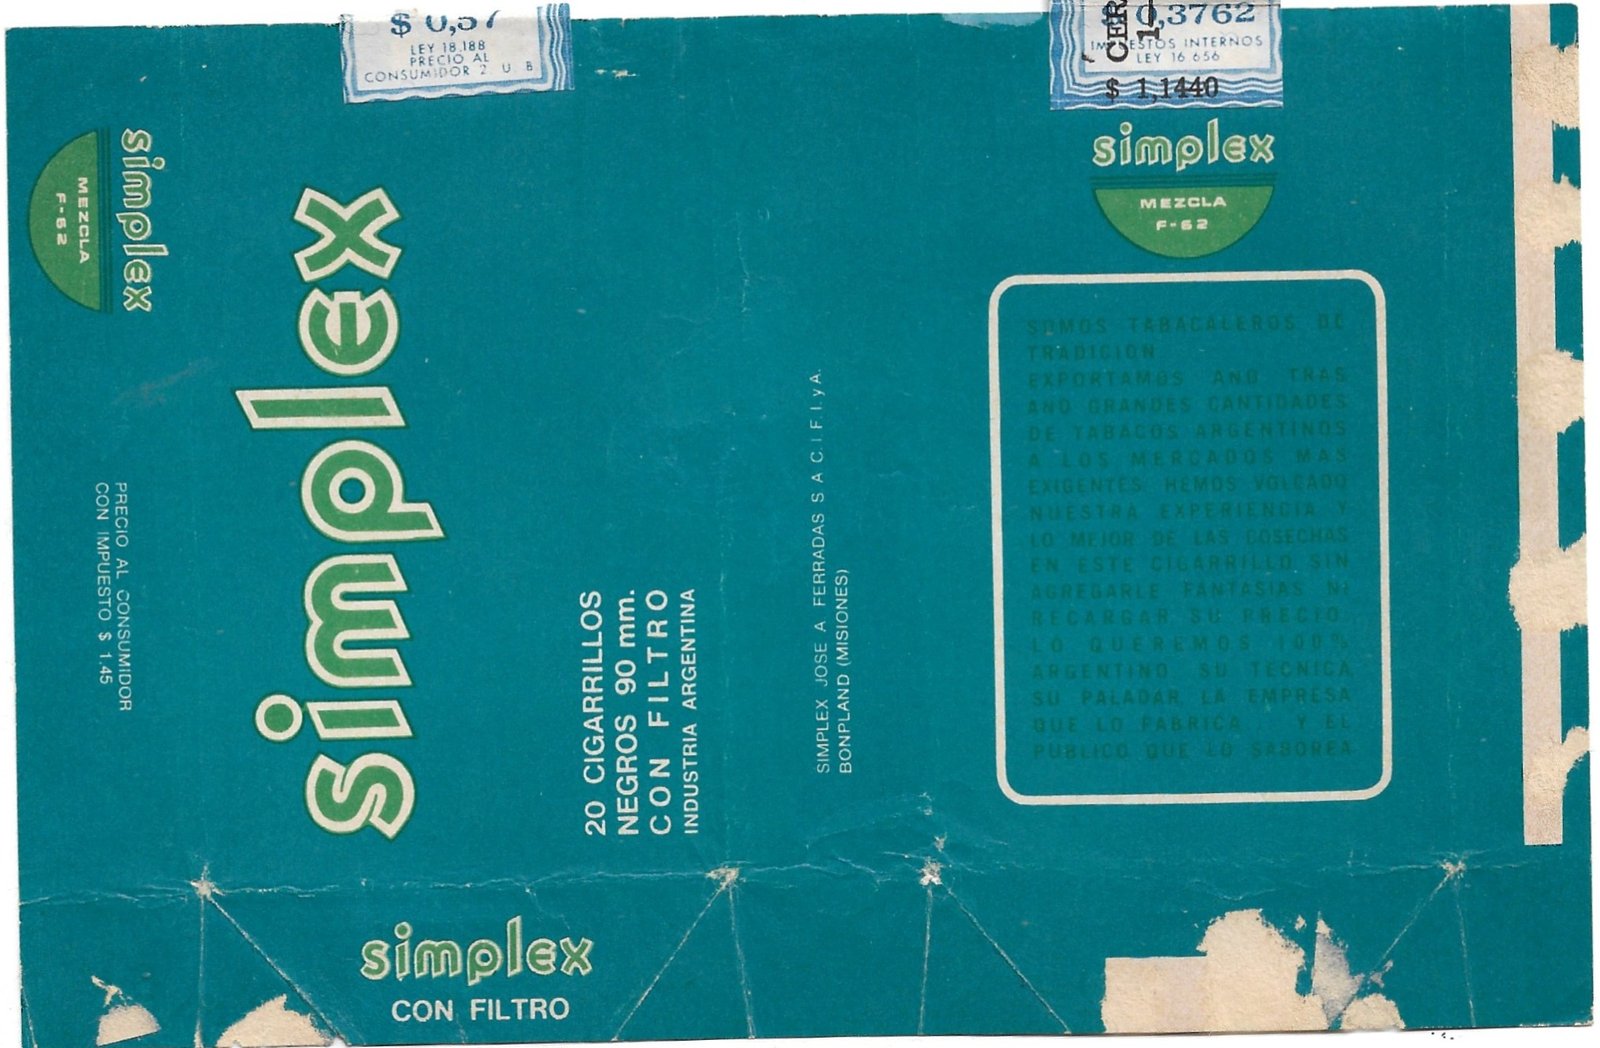 $ 0,57
LEY 18.188
PRECIO AL
CONSUMIDOR 2. U. B
simplex
MEZCLA
F-62
PRECIO AL CONSUMIDOR
CON IMPUESTO $ 1.45
simplex
20 CIGARRILLOS
NEGROS 90 mm.
CON FILTRO
INDUSTRIA ARGENTINA
simplex
CON FILTRO
SIMPLEX JOSE A FERRADAS S A C.I F I. y A.
BONPLAND (MISIONES)
$ 0,3762
CER
IMPUESTOS INTERNOS
LEY 16 656
$ 1,1440
simplex
MEZCLA
F-62
SOMOS TABACALEROS DE
TRADICION
EXPORTAMOS AÑO TRAS
AÑO GRANDES CANTIDADES
DE TABACOS ARGENTINOS
A LOS MERCADOS MAS
EXIGENTES HEMOS VOLCADO
NUESTRA EXPERIENCIA Y
LO MEJOR DE LAS COSECHAS
EN ESTE CIGARRILLO, SIN
AGREGARLE FANTASIAS NI
RECARGAR SU PRECIO.
LO QUEREMOS 100%
ARGENTINO SU TECNICA
SU PALADAR, LA EMPRESA
QUE LO FABRICA Y EL
PUBLICO QUE LO SABOREA